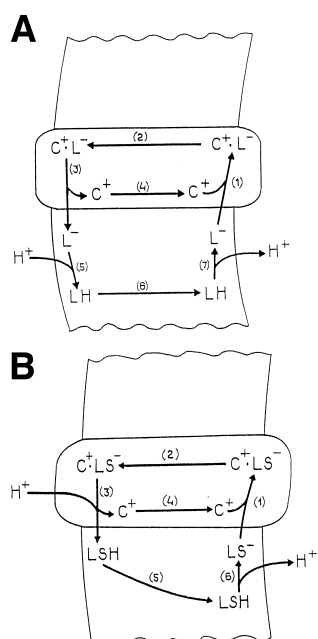 A
C⁺·L⁻ (2) C⁺·L⁻
(3) C⁺ (4) C⁺ (1)
L⁻ L⁻
H⁺ (5) (7) H⁺
LH (6) LH
B
C⁺·LS⁻ (2) C⁺·LS⁻
H⁺ (3) C⁺ (4) C⁺ (1)
LSH LS⁻
(5) (6) H⁺
LSH